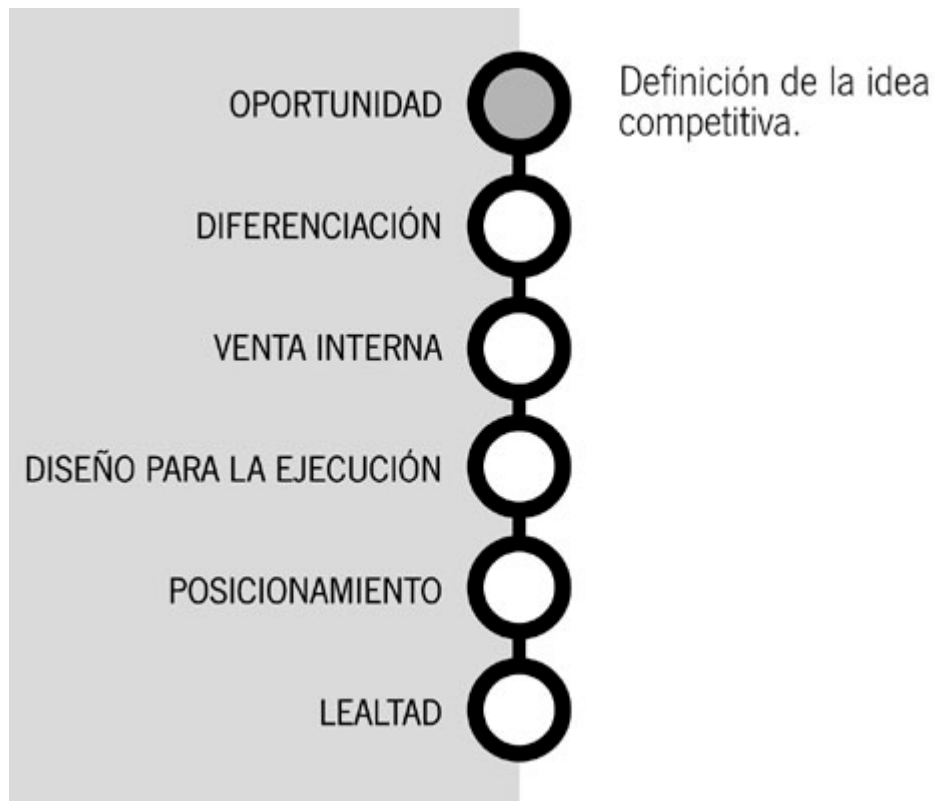 OPORTUNIDAD
Definición de la idea
competitiva.
DIFERENCIACIÓN
VENTA INTERNA
DISEÑO PARA LA EJECUCIÓN
POSICIONAMIENTO
LEALTAD